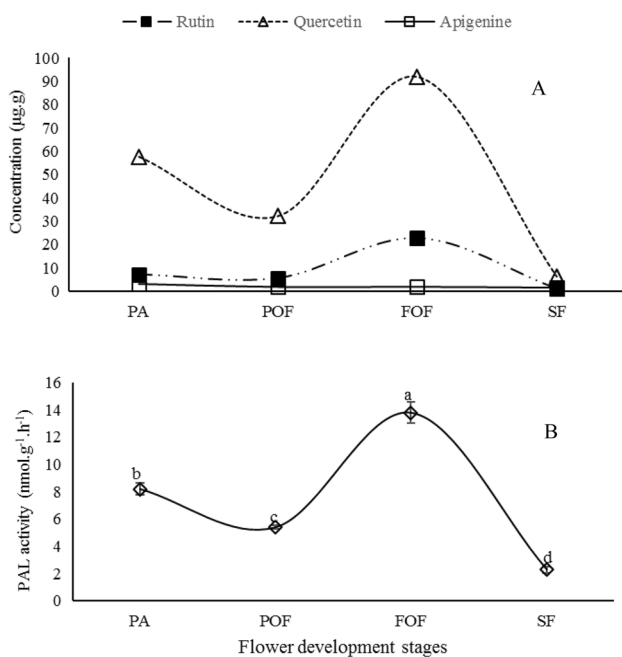 Rutin Quercetin Apigenine
A
Concentration (µg.g)
100
90
80
70
60
50
40
30
20
10
0
PA POF FOF SF
B
PAL activity (nmol.g⁻¹.h⁻¹)
16
14
12
10
8
6
4
2
0
b
c
a
d
PA POF FOF SF
Flower development stages